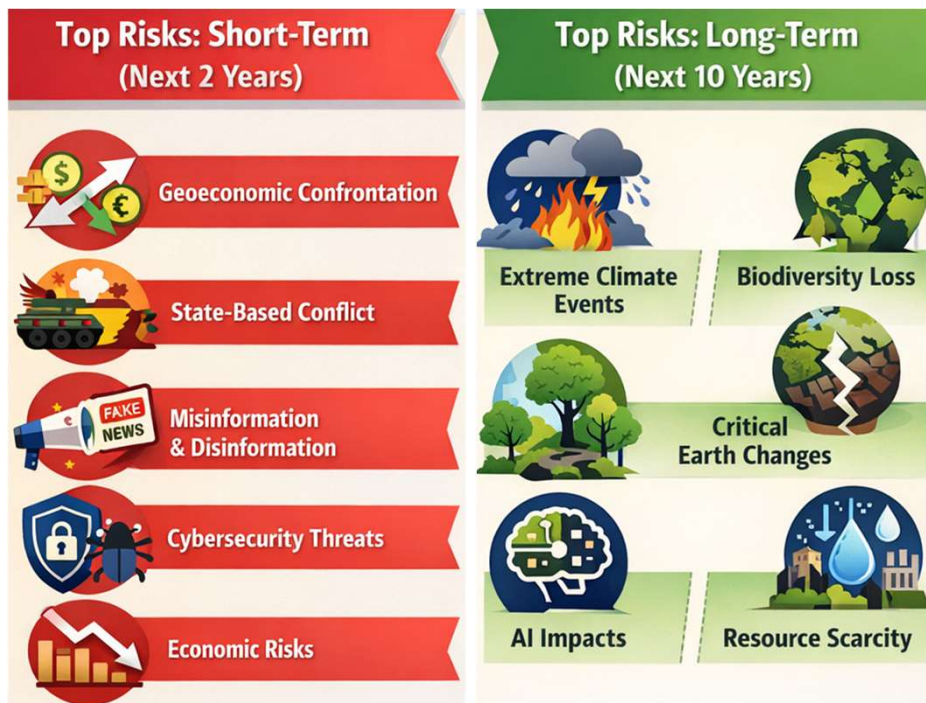 Top Risks: Short-Term
(Next 2 Years)
Geoeconomic Confrontation
$
€
State-Based Conflict
FAKE
NEWS
Misinformation
& Disinformation
Cybersecurity Threats
Economic Risks
Top Risks: Long-Term
(Next 10 Years)
Extreme Climate
Events
Biodiversity Loss
Critical
Earth Changes
AI Impacts
Resource Scarcity